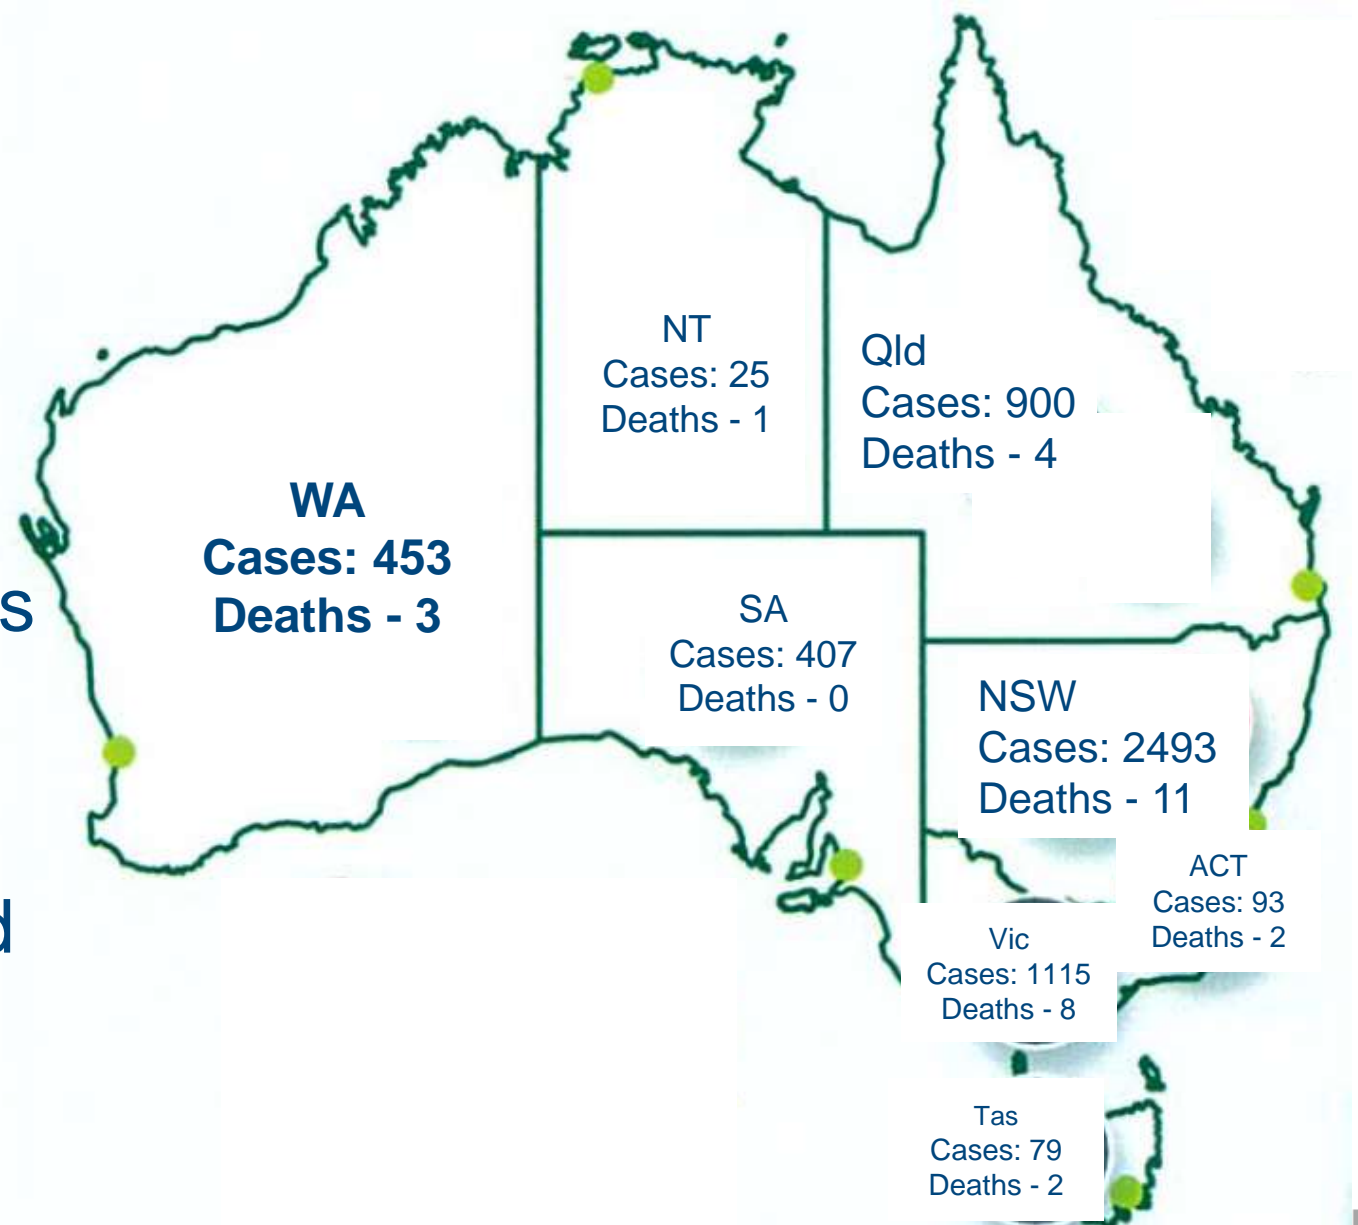 NT
Cases: 25
Deaths - 1
Qld
Cases: 900
Deaths - 4
WA
Cases: 453
Deaths - 3
s
SA
Cases: 407
Deaths - 0
NSW
Cases: 2493
Deaths - 11
ACT
Cases: 93
Deaths - 2
d
Vic
Cases: 1115
Deaths - 8
Tas
Cases: 79
Deaths - 2